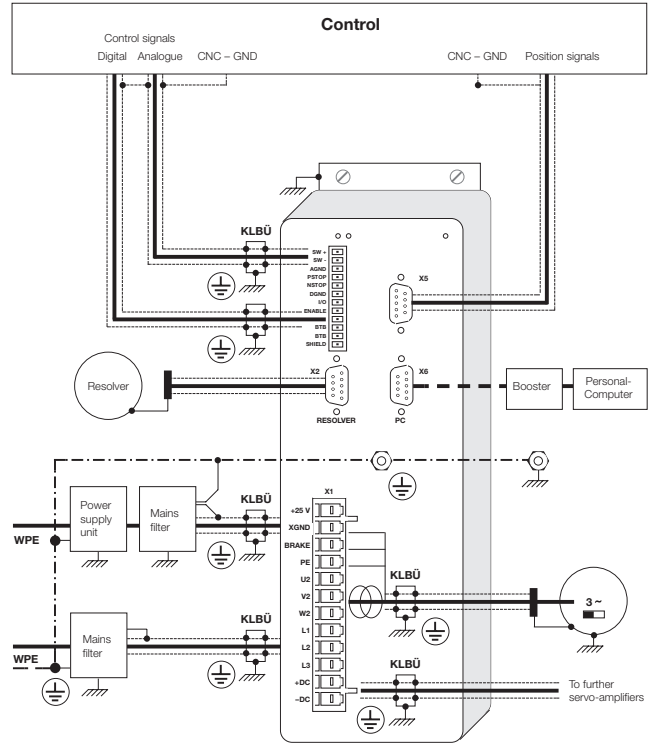 Control
Control signals
Digital Analogue CNC – GND
CNC – GND Position signals
KLBÜ
SW +
SW -
AGND
PSTOP
NSTOP
DGND
I/O
ENABLE
BTB
BTB
SHIELD
X5
KLBÜ
X2
RESOLVER
X6
PC
Resolver
Booster
Personal-
Computer
X1
+25 V
XGND
BRAKE
PE
U2
V2
W2
L1
L2
L3
+DC
–DC
Power
supply
unit
Mains
filter
KLBÜ
WPE
KLBÜ
3 ~
Mains
filter
KLBÜ
WPE
KLBÜ
To further
servo-amplifiers